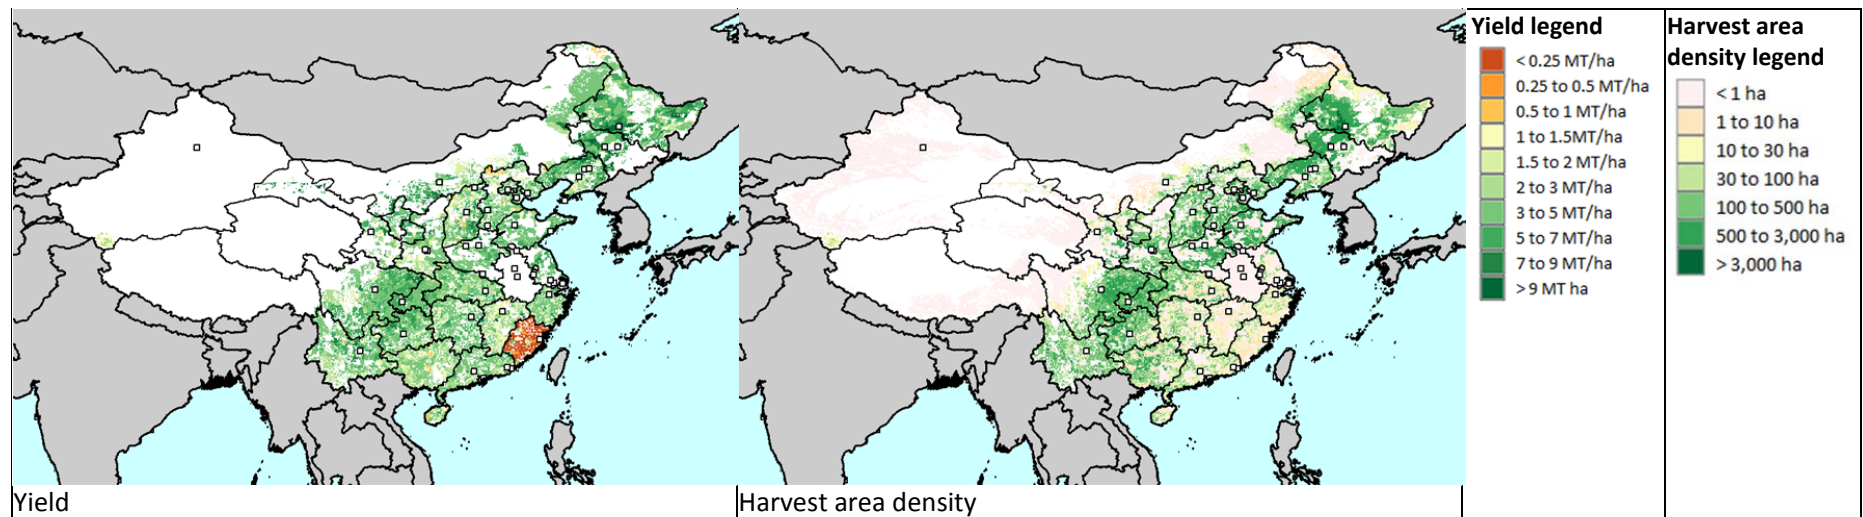 Yield legend
< 0.25 MT/ha
0.25 to 0.5 MT/ha
0.5 to 1 MT/ha
1 to 1.5MT/ha
1.5 to 2 MT/ha
2 to 3 MT/ha
3 to 5 MT/ha
5 to 7 MT/ha
7 to 9 MT/ha
> 9 MT ha
Harvest area
density legend
< 1 ha
1 to 10 ha
10 to 30 ha
30 to 100 ha
100 to 500 ha
500 to 3,000 ha
> 3,000 ha
Yield
Harvest area density